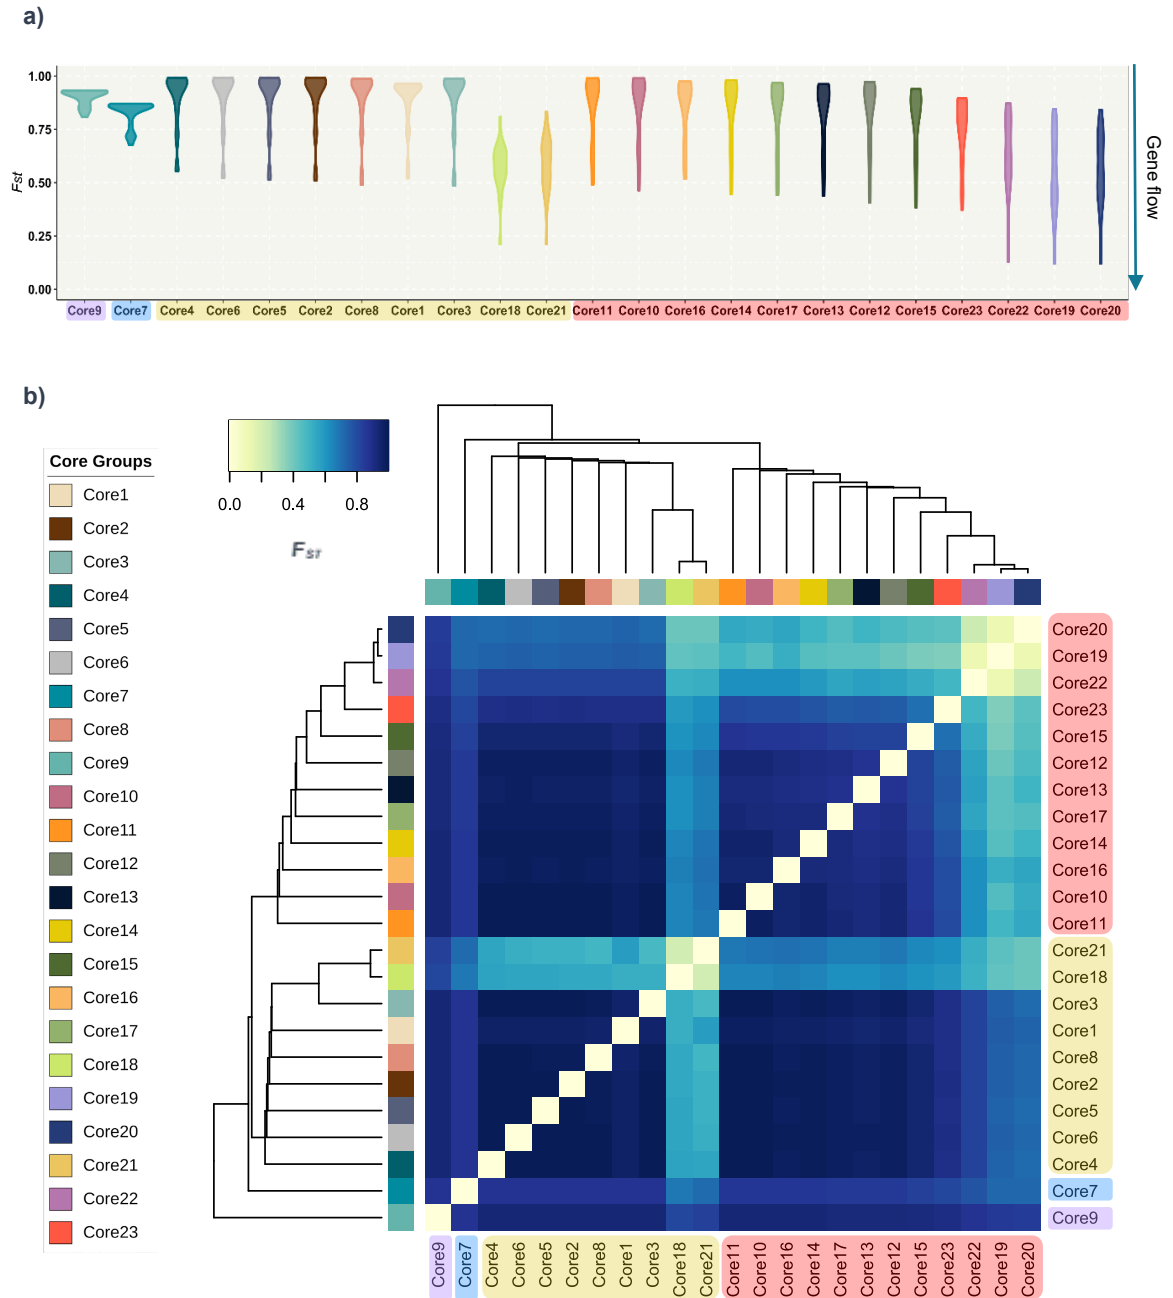 a)
1.00
0.75
0.50
0.25
0.00
Fst
Gene flow
Core9 Core7 Core4 Core6 Core5 Core2 Core8 Core1 Core3 Core18 Core21 Core11 Core10 Core16 Core14 Core17 Core13 Core12 Core15 Core23 Core22 Core19 Core20
b)
0.0 0.4 0.8
FST
Core Groups
Core1
Core2
Core3
Core4
Core5
Core6
Core7
Core8
Core9
Core10
Core11
Core12
Core13
Core14
Core15
Core16
Core17
Core18
Core19
Core20
Core21
Core22
Core23
Core20
Core19
Core22
Core23
Core15
Core12
Core13
Core17
Core14
Core16
Core10
Core11
Core21
Core18
Core3
Core1
Core8
Core2
Core5
Core6
Core4
Core7
Core9
Core9 Core7 Core4 Core6 Core5 Core2 Core8 Core1 Core3 Core18 Core21 Core11 Core10 Core16 Core14 Core17 Core13 Core12 Core15 Core23 Core22 Core19 Core20